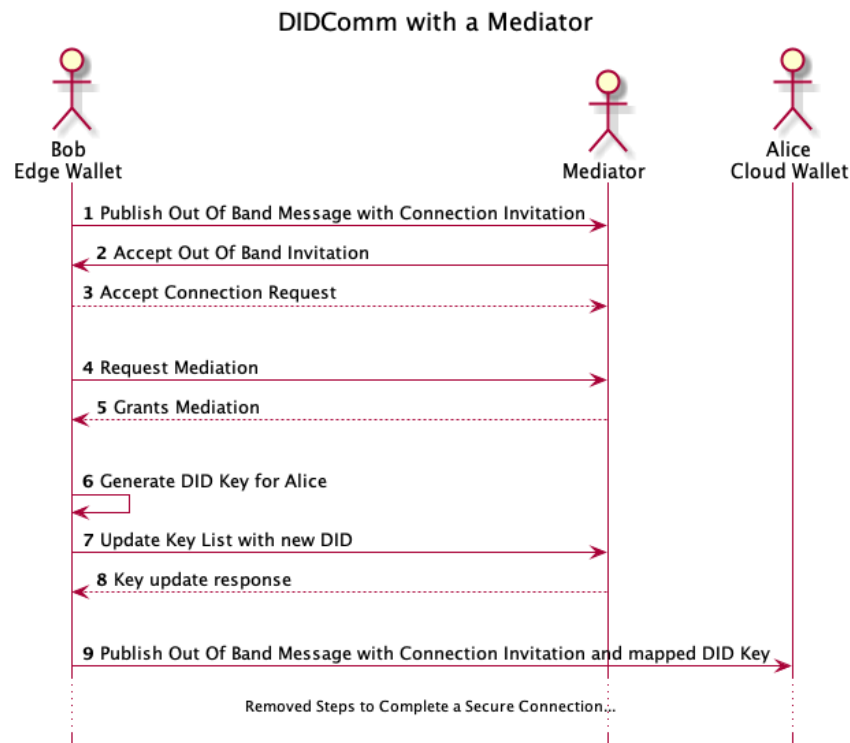 DIDComm with a Mediator
Bob
Edge Wallet
Mediator
Alice
Cloud Wallet
1 Publish Out Of Band Message with Connection Invitation
2 Accept Out Of Band Invitation
3 Accept Connection Request
4 Request Mediation
5 Grants Mediation
6 Generate DID Key for Alice
7 Update Key List with new DID
8 Key update response
9 Publish Out Of Band Message with Connection Invitation and mapped DID Key
Removed Steps to Complete a Secure Connection...